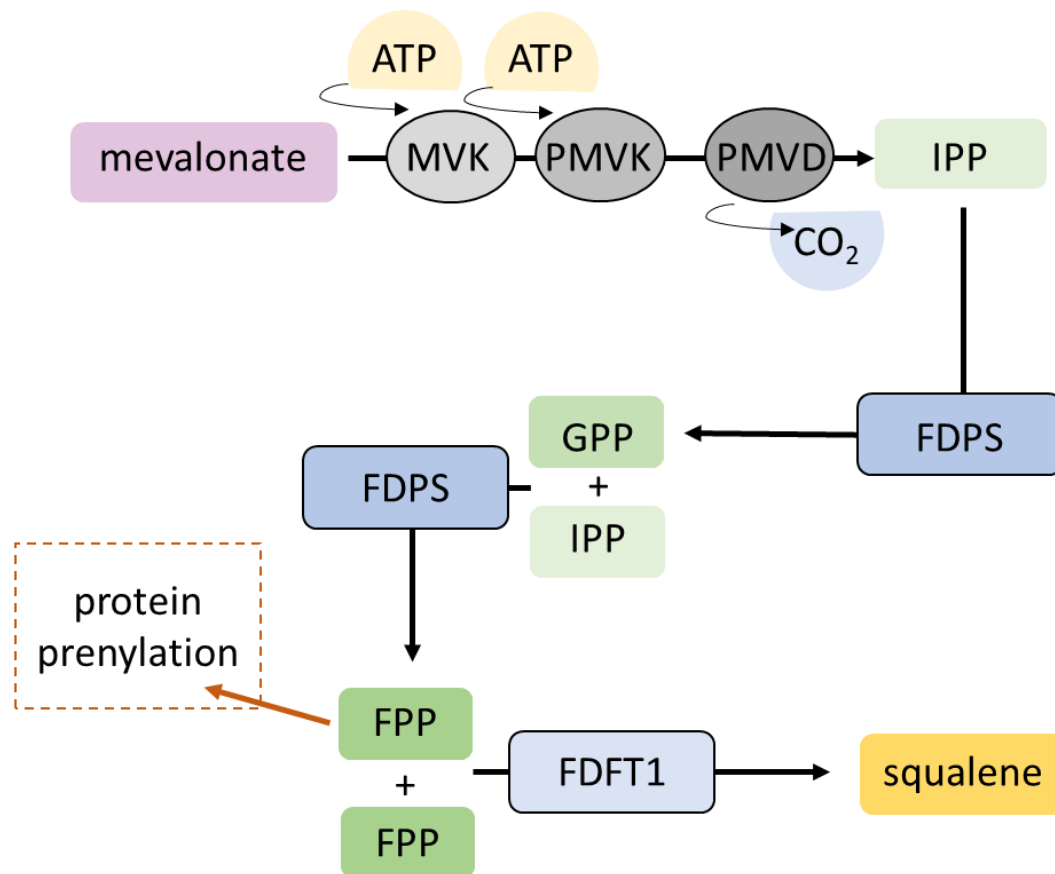 ATP
ATP
mevalonate
MVK
PMVK
PMVD
IPP
CO₂
FDPS
GPP
+
IPP
FDPS
protein
prenylation
FPP
+
FPP
FDFT1
squalene